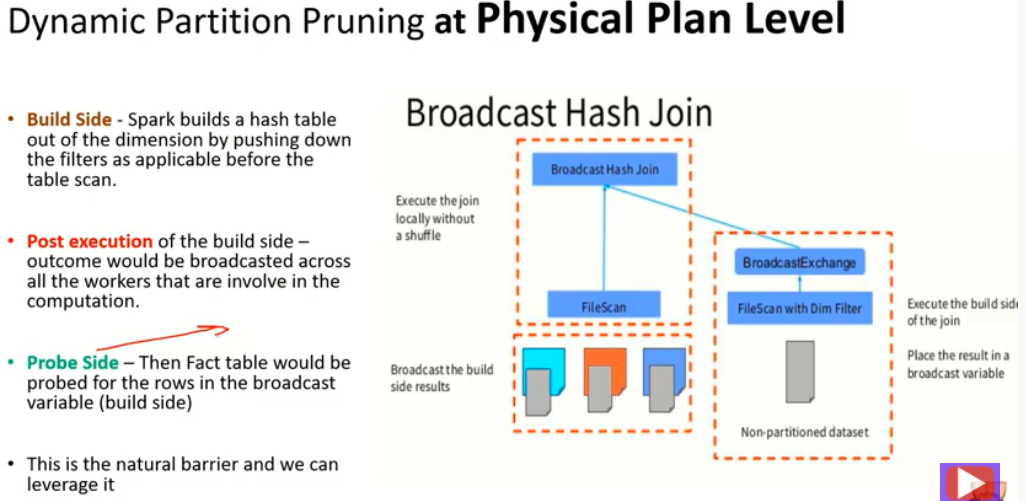 Dynamic Partition Pruning at Physical Plan Level
• Build Side - Spark builds a hash table
out of the dimension by pushing down
the filters as applicable before the
table scan.
• Post execution of the build side –
outcome would be broadcasted across
all the workers that are involve in the
computation.
• Probe Side – Then Fact table would be
probed for the rows in the broadcast
variable (build side)
• This is the natural barrier and we can
leverage it
Broadcast Hash Join
Broadcast Hash Join
Execute the join
locally without
a shuffle
FileScan
Broadcast the build
side results
BroadcastExchange
FileScan with Dim Filter
Non-partitioned dataset
Execute the build side
of the join
Place the result in a
broadcast variable